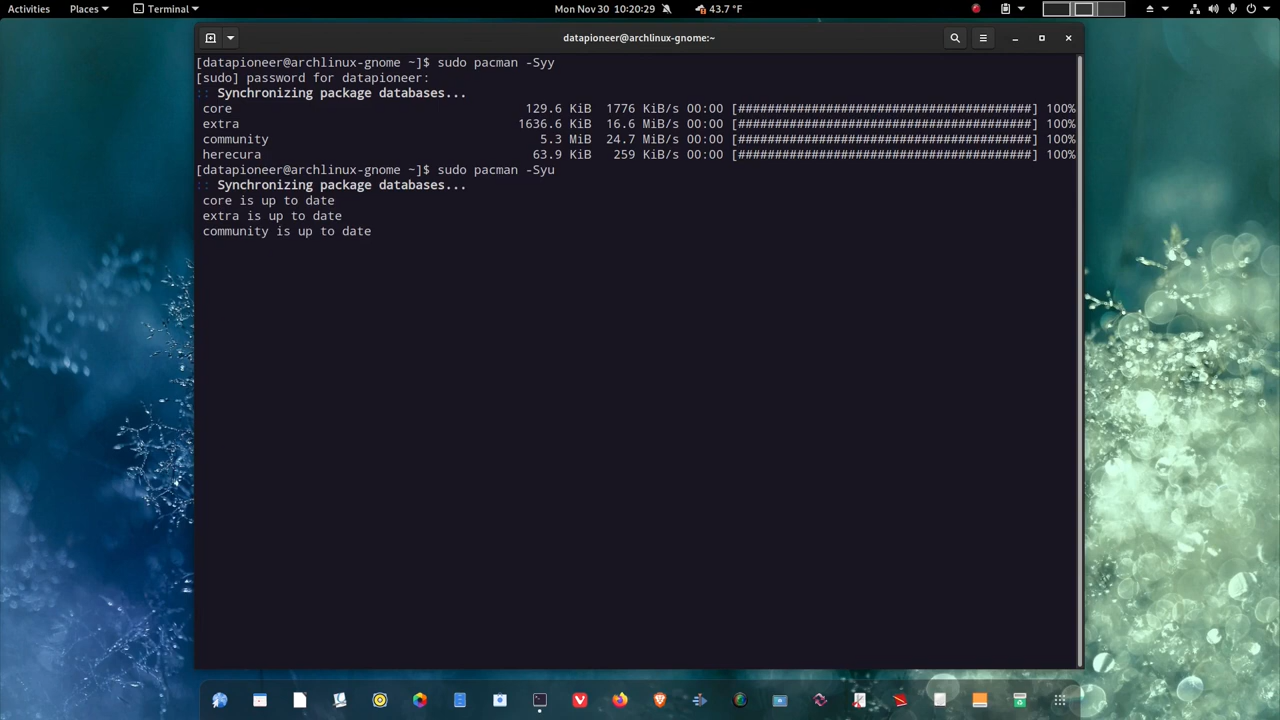 Activities Places Terminal Mon Nov 30 10:20:29 43.7 °F
datapioneer@archlinux-gnome:~
[datapioneer@archlinux-gnome ~]$ sudo pacman -Syy
[sudo] password for datapioneer:
:: Synchronizing package databases...
core 129.6 KiB 1776 KiB/s 00:00 [########################################] 100%
extra 1636.6 KiB 16.6 MiB/s 00:00 [########################################] 100%
community 5.3 MiB 24.7 MiB/s 00:00 [########################################] 100%
herecura 63.9 KiB 259 KiB/s 00:00 [########################################] 100%
[datapioneer@archlinux-gnome ~]$ sudo pacman -Syu
:: Synchronizing package databases...
core is up to date
extra is up to date
community is up to date